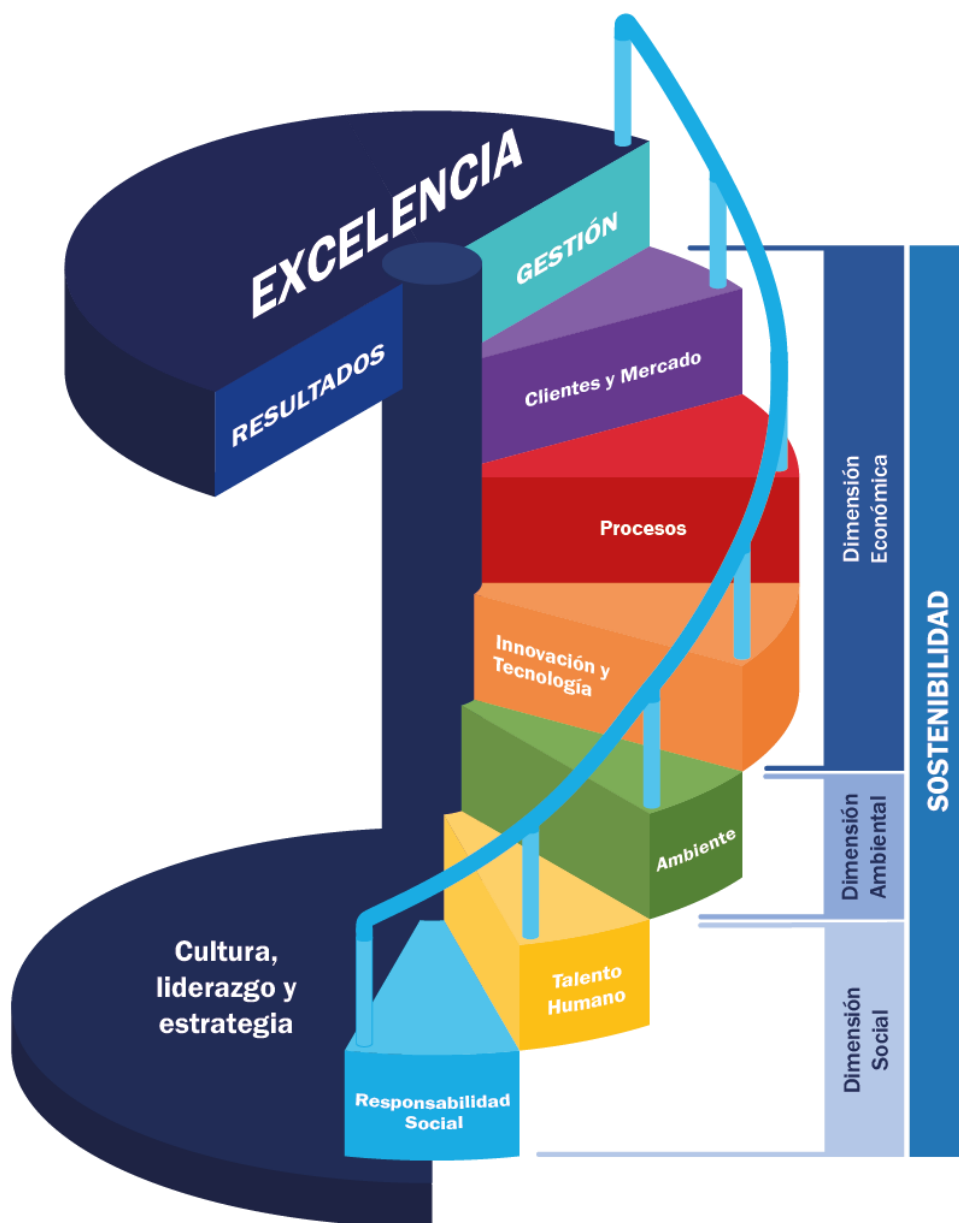 EXCELENCIA
GESTIÓN
RESULTADOS
Clientes y Mercado
Procesos
Innovación y
Tecnología
Ambiente
Talento
Humano
Responsabilidad
Social
Cultura,
liderazgo y
estrategia
Dimensión
Económica
Dimensión
Ambiental
Dimensión
Social
SOSTENIBILIDAD